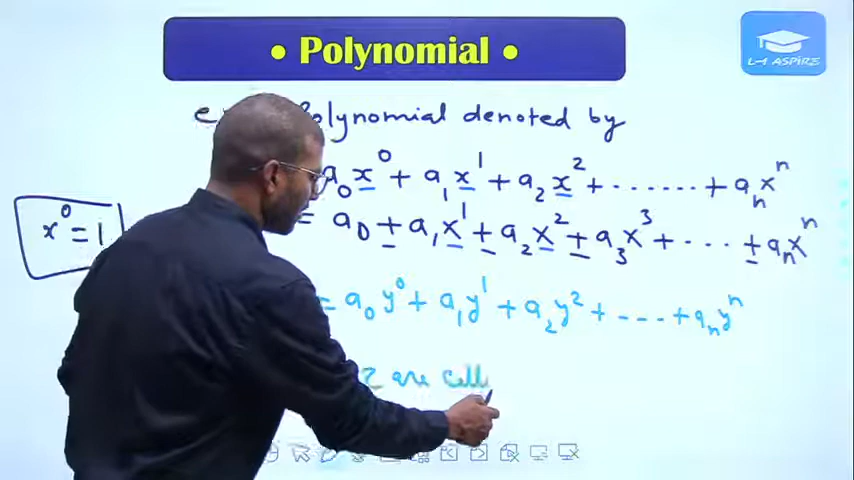 • Polynomial •
L-1 ASPIRE
Polynomial denoted by
a₀x⁰ + a₁x¹ + a₂x² + ....... + aₙxⁿ
x⁰ = 1
= a₀ + a₁x¹ + a₂x² + a₃x³ + .... + aₙxⁿ
= a₀y⁰ + a₁y¹ + a₂y² + ---- + aₙyⁿ
z are call